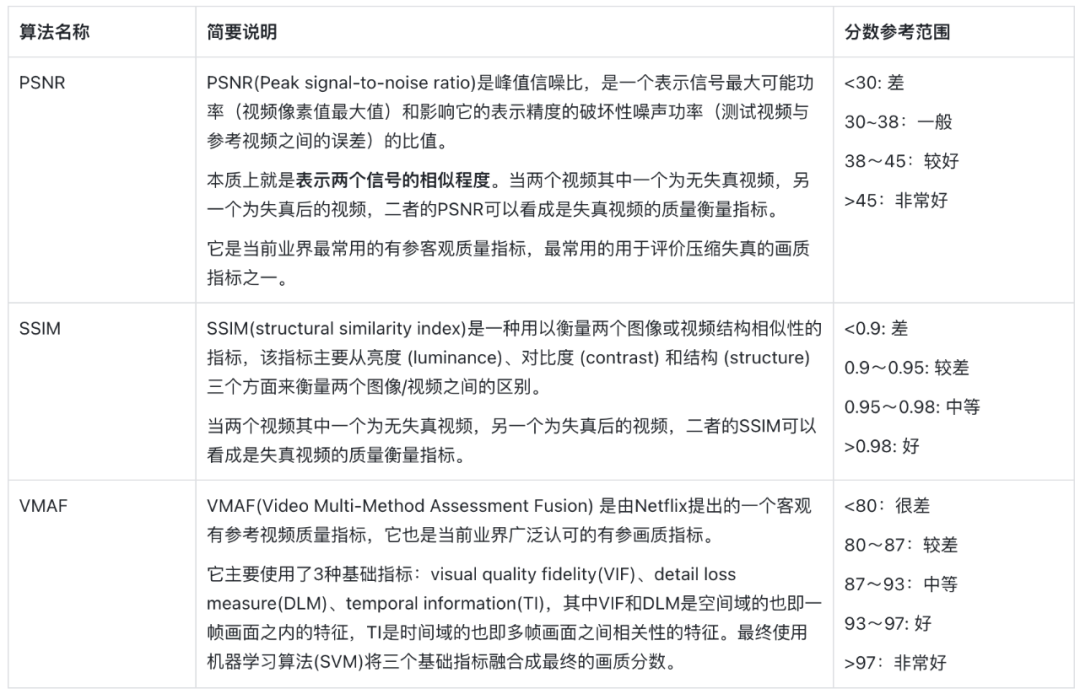 算法名称
简要说明
分数参考范围
PSNR
PSNR(Peak signal-to-noise ratio)是峰值信噪比，是一个表示信号最大可能功
率（视频像素值最大值）和影响它的表示精度的破坏性噪声功率（测试视频与
参考视频之间的误差）的比值。
本质上就是表示两个信号的相似程度。当两个视频其中一个为无失真视频，另
一个为失真后的视频，二者的PSNR可以看成是失真视频的质量衡量指标。
它是当前业界最常用的有参客观质量指标，最常用的用于评价压缩失真的画质
指标之一。
<30: 差
30~38：一般
38～45：较好
>45：非常好
SSIM
SSIM(structural similarity index)是一种用以衡量两个图像或视频结构相似性的
指标，该指标主要从亮度 (luminance)、对比度 (contrast) 和结构 (structure)
三个方面来衡量两个图像/视频之间的区别。
当两个视频其中一个为无失真视频，另一个为失真后的视频，二者的SSIM可以
看成是失真视频的质量衡量指标。
<0.9: 差
0.9～0.95: 较差
0.95～0.98: 中等
>0.98: 好
VMAF
VMAF(Video Multi-Method Assessment Fusion) 是由Netflix提出的一个客观
有参考视频质量指标，它也是当前业界广泛认可的有参画质指标。
它主要使用了3种基础指标：visual quality fidelity(VIF)、detail loss
measure(DLM)、temporal information(TI)，其中VIF和DLM是空间域的也即一
帧画面之内的特征，TI是时间域的也即多帧画面之间相关性的特征。最终使用
机器学习算法(SVM)将三个基础指标融合成最终的画质分数。
<80：很差
80～87：较差
87～93：中等
93～97: 好
>97：非常好